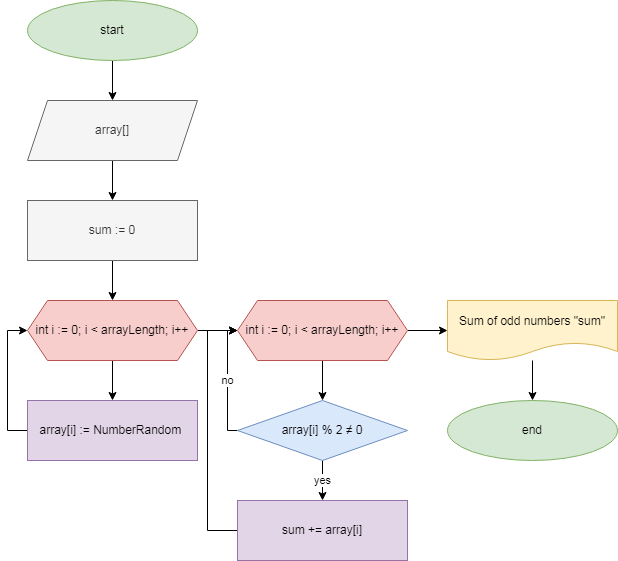 start
array[]
sum := 0
int i := 0; i < arrayLength; i++
int i := 0; i < arrayLength; i++
Sum of odd numbers "sum"
no
array[i] := NumberRandom
array[i] % 2 ≠ 0
end
yes
sum += array[i]